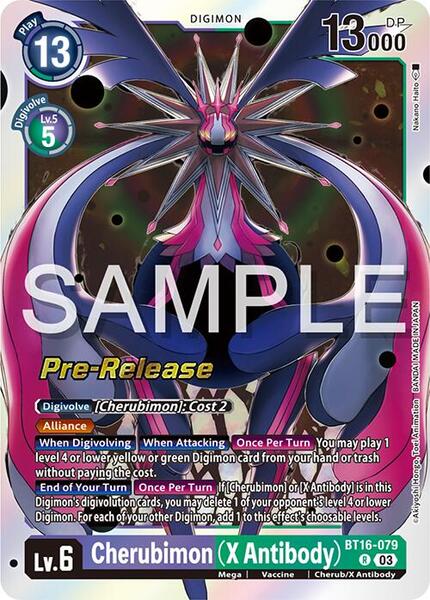 Play
13
DIGIMON
13000
DP
Digivolve
Lv.5
5
Nakano Haito
SAMPLE
Pre-Release
©Akiyoshi Hongo, Toei Animation BANDAI MADE IN JAPAN
Digivolve [Cherubimon]: Cost 2
Alliance
When Digivolving When Attacking Once Per Turn You may play 1
level 4 or lower yellow or green Digimon card from your hand or trash
without paying the cost.
End of Your Turn Once Per Turn If [Cherubimon] or [X Antibody] is in this
Digimon's digivolution cards, you may delete 1 of your opponent's level 4 or lower
Digimon. For each of your other Digimon, add 1 to this effect's choosable levels.
Lv.6
Cherubimon (X Antibody)
BT16-079
R 03
Mega | Vaccine | Cherub/X Antibody